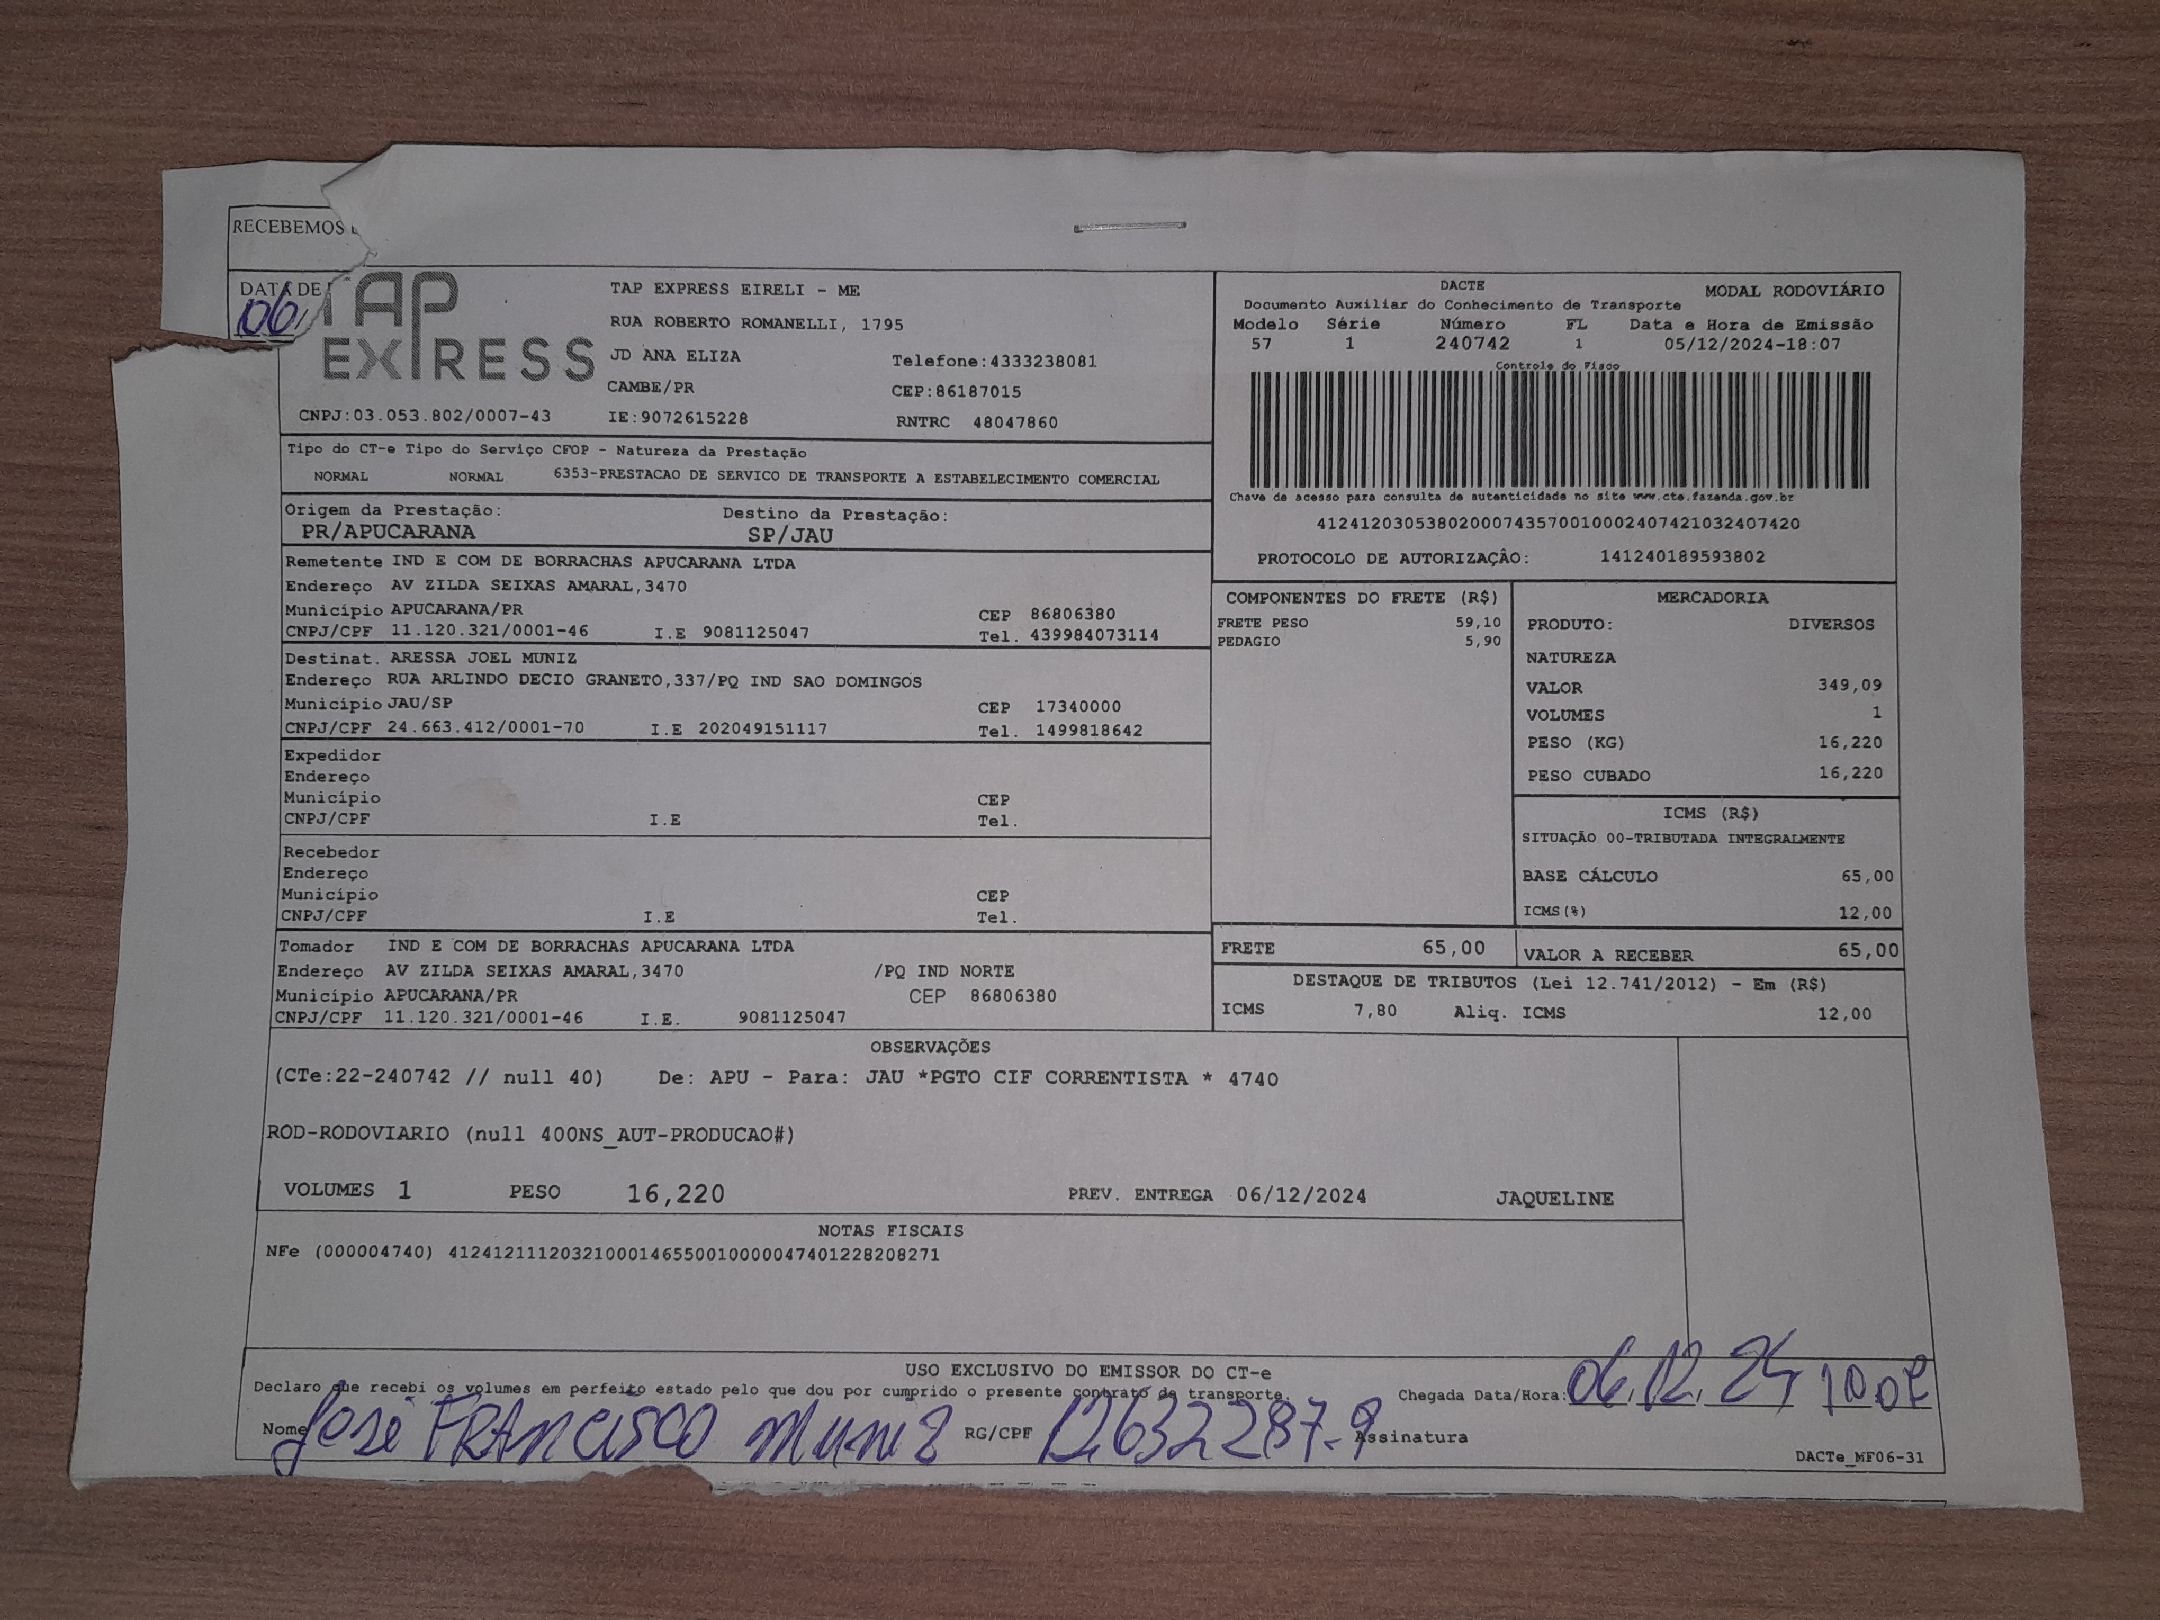 RECEBEMOS
DATA DE
06
TAP
EXPRESS
TAP EXPRESS EIRELI - ME
RUA ROBERTO ROMANELLI, 1795
JD ANA ELIZA Telefone:4333238081
CAMBE/PR CEP:86187015
CNPJ:03.053.802/0007-43 IE:9072615228 RNTRC 48047860
DACTE MODAL RODOVIÁRIO
Documento Auxiliar do Conhecimento de Transporte
Modelo Série Número FL Data e Hora de Emissão
57 1 240742 1 05/12/2024-18:07
Controle do Fisco
Chave de acesso para consulta de autenticidade no site www.cte.fazenda.gov.br
41241203053802000743570010002407421032407420
PROTOCOLO DE AUTORIZAÇÃO: 141240189593802
Tipo do CT-e Tipo do Serviço CFOP - Natureza da Prestação
NORMAL NORMAL 6353-PRESTACAO DE SERVICO DE TRANSPORTE A ESTABELECIMENTO COMERCIAL
Origem da Prestação: Destino da Prestação:
PR/APUCARANA SP/JAU
Remetente IND E COM DE BORRACHAS APUCARANA LTDA
Endereço AV ZILDA SEIXAS AMARAL,3470
Município APUCARANA/PR CEP 86806380
CNPJ/CPF 11.120.321/0001-46 I.E 9081125047 Tel. 439984073114
Destinat. ARESSA JOEL MUNIZ
Endereço RUA ARLINDO DECIO GRANETO,337/PQ IND SAO DOMINGOS
Município JAU/SP CEP 17340000
CNPJ/CPF 24.663.412/0001-70 I.E 202049151117 Tel. 1499818642
Expedidor
Endereço
Município CEP
CNPJ/CPF I.E Tel.
Recebedor
Endereço
Município CEP
CNPJ/CPF I.E Tel.
Tomador IND E COM DE BORRACHAS APUCARANA LTDA
Endereço AV ZILDA SEIXAS AMARAL,3470 /PQ IND NORTE
Município APUCARANA/PR CEP 86806380
CNPJ/CPF 11.120.321/0001-46 I.E. 9081125047
COMPONENTES DO FRETE (R$)
FRETE PESO 59,10
PEDAGIO 5,90
MERCADORIA
PRODUTO: DIVERSOS
NATUREZA
VALOR 349,09
VOLUMES 1
PESO (KG) 16,220
PESO CUBADO 16,220
ICMS (R$)
SITUAÇÃO 00-TRIBUTADA INTEGRALMENTE
BASE CÁLCULO 65,00
ICMS(%) 12,00
FRETE 65,00 VALOR A RECEBER 65,00
DESTAQUE DE TRIBUTOS (Lei 12.741/2012) - Em (R$)
ICMS 7,80 Aliq. ICMS 12,00
OBSERVAÇÕES
(CTe:22-240742 // null 40) De: APU - Para: JAU *PGTO CIF CORRENTISTA * 4740
ROD-RODOVIARIO (null 400NS_AUT-PRODUCAO#)
VOLUMES 1 PESO 16,220 PREV. ENTREGA 06/12/2024 JAQUELINE
NOTAS FISCAIS
NFe (000004740) 41241211120321000146550010000047401228208271
USO EXCLUSIVO DO EMISSOR DO CT-e
Declaro que recebi os volumes em perfeito estado pelo que dou por cumprido o presente contrato de transporte. Chegada Data/Hora: 06.12.24
Nome José FRANCISCO MUNIZ RG/CPF 12632287-9 Assinatura
DACTe_MF06-31